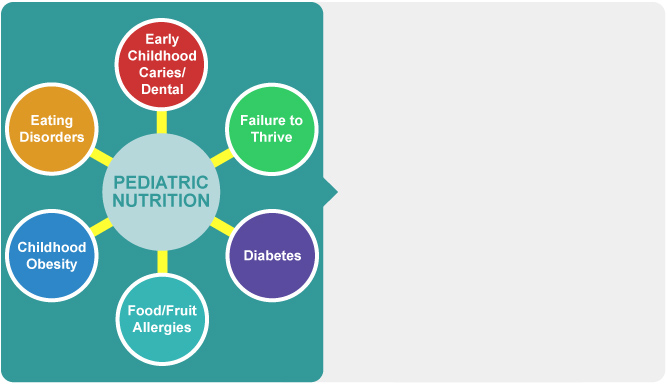 Early
Childhood
Caries/
Dental
Eating
Disorders
Failure to
Thrive
PEDIATRIC
NUTRITION
Childhood
Obesity
Diabetes
Food/Fruit
Allergies